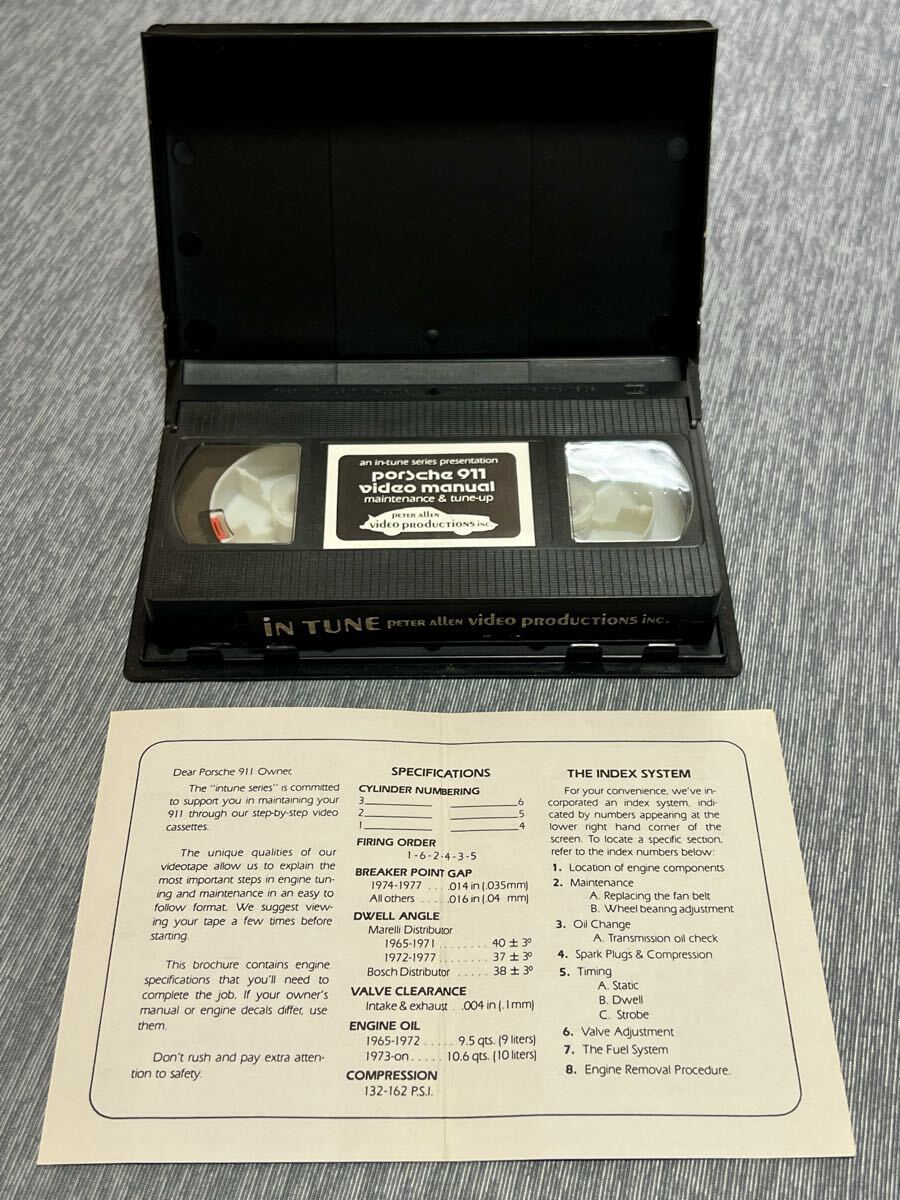 an in-tune series presentation
porsche 911
video manual
maintenance & tune-up
PETER ALLEN
VIDEO PRODUCTIONS INC.
iN TUNE PETER ALLEN VIDEO PRODUCTIONS INC.
Dear Porsche 911 Owner,
The "intune series" is committed
to support you in maintaining your
911 through our step-by-step video
cassettes.
The unique qualities of our
videotape allow us to explain the
most important steps in engine tun-
ing and maintenance in an easy to
follow format. We suggest view-
ing your tape a few times before
starting.
This brochure contains engine
specifications that you'll need to
complete the job. If your owner's
manual or engine decals differ, use
them.
Don't rush and pay extra atten-
tion to safety.
SPECIFICATIONS
CYLINDER NUMBERING
3 6
2 5
1 4
FIRING ORDER
1-6-2-4-3-5
BREAKER POINT GAP
1974-1977 . . . .014 in (.035mm)
All others . . . .016 in (.04 mm)
DWELL ANGLE
Marelli Distributor
1965-1971 . . . . . . . . 40 ± 3°
1972-1977 . . . . . . . . 37 ± 3°
Bosch Distributor . . . . . 38 ± 3°
VALVE CLEARANCE
Intake & exhaust . .004 in (.1mm)
ENGINE OIL
1965-1972 . . . . . 9.5 qts. (9 liters)
1973-on . . . . . 10.6 qts. (10 liters)
COMPRESSION
132-162 P.S.I.
THE INDEX SYSTEM
For your convenience, we've in-
corporated an index system, indi-
cated by numbers appearing at the
lower right hand corner of the
screen. To locate a specific section,
refer to the index numbers below:
1. Location of engine components
2. Maintenance
A. Replacing the fan belt
B. Wheel bearing adjustment
3. Oil Change
A. Transmission oil check
4. Spark Plugs & Compression
5. Timing
A. Static
B. Dwell
C. Strobe
6. Valve Adjustment
7. The Fuel System
8. Engine Removal Procedure.